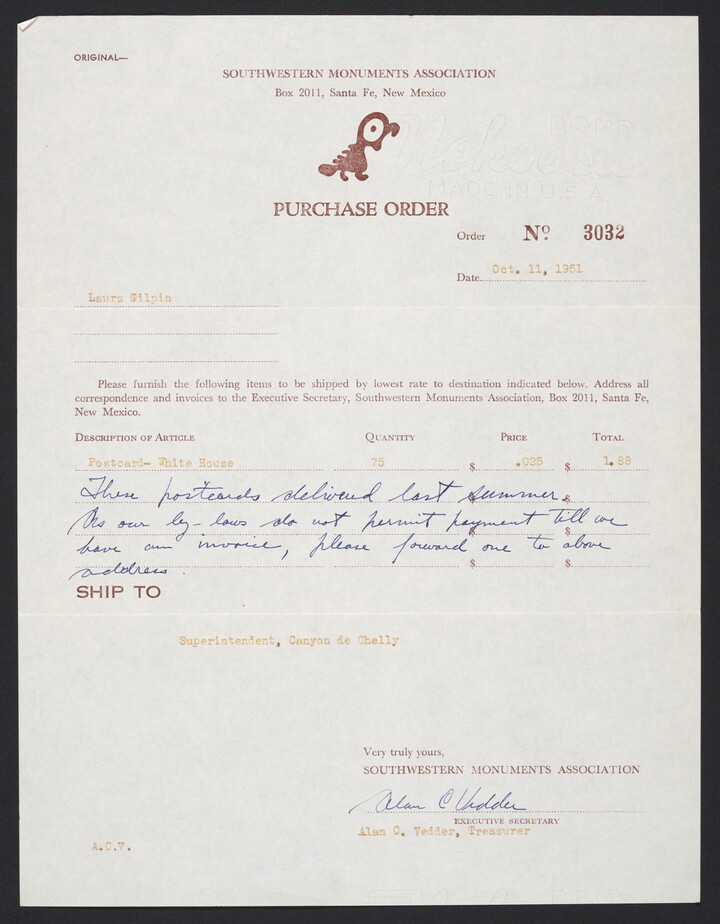 ORIGINAL—
SOUTHWESTERN MONUMENTS ASSOCIATION
Box 2011, Santa Fe, New Mexico
BOND
Nekoosa
MADE IN U.S.A.
PURCHASE ORDER
Order Nº 3032
Date Oct. 11, 1951
Laura Gilpin
Please furnish the following items to be shipped by lowest rate to destination indicated below. Address all
correspondence and invoices to the Executive Secretary, Southwestern Monuments Association, Box 2011, Santa Fe,
New Mexico.
Description of Article Quantity Price Total
Postcard- White House 75 $ .025 $ 1.88
These postcards delivered last summer. $ $
As our by-laws do not permit payment till we $ $
have an invoice, please forward one to above
address. $ $
SHIP TO
Superintendent, Canyon de Chelly
Very truly yours,
SOUTHWESTERN MONUMENTS ASSOCIATION
Alan C Vedder
EXECUTIVE SECRETARY
Alan C. Vedder, Treasurer
A.C.V.